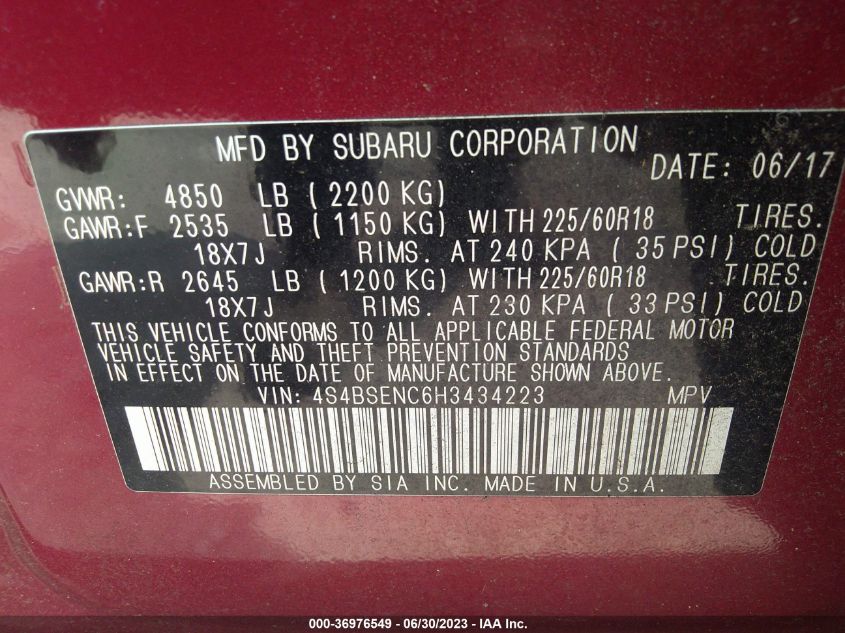 MFD BY SUBARU CORPORATION
DATE: 06/17
GVWR: 4850 LB ( 2200 KG)
GAWR:F 2535 LB ( 1150 KG) WITH 225/60R18 TIRES.
18X7J RIMS. AT 240 KPA ( 35 PSI) COLD
GAWR:R 2645 LB ( 1200 KG) WITH 225/60R18 TIRES.
18X7J RIMS. AT 230 KPA ( 33 PSI) COLD
THIS VEHICLE CONFORMS TO ALL APPLICABLE FEDERAL MOTOR
VEHICLE SAFETY AND THEFT PREVENTION STANDARDS
IN EFFECT ON THE DATE OF MANUFACTURE SHOWN ABOVE.
VIN: 4S4BSENC6H3434223 MPV
ASSEMBLED BY SIA INC. MADE IN U.S.A.
000-36976549 - 06/30/2023 - IAA Inc.